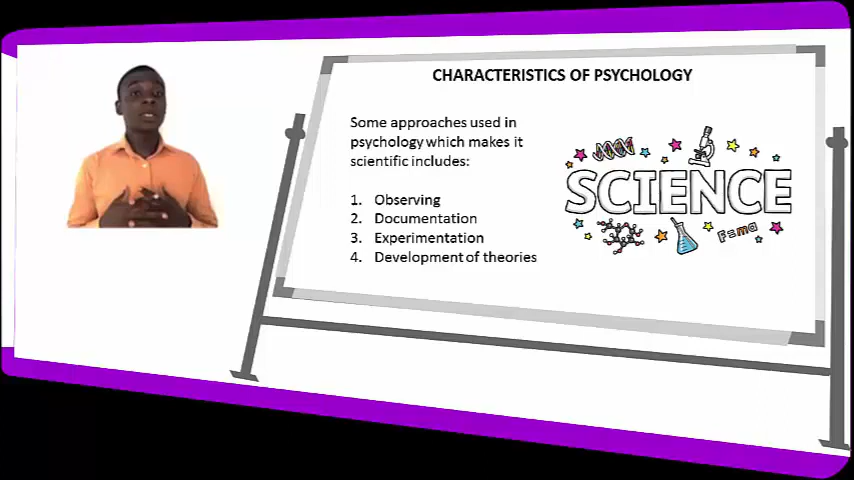 CHARACTERISTICS OF PSYCHOLOGY
Some approaches used in
psychology which makes it
scientific includes:
1. Observing
2. Documentation
3. Experimentation
4. Development of theories
SCIENCE
F=ma